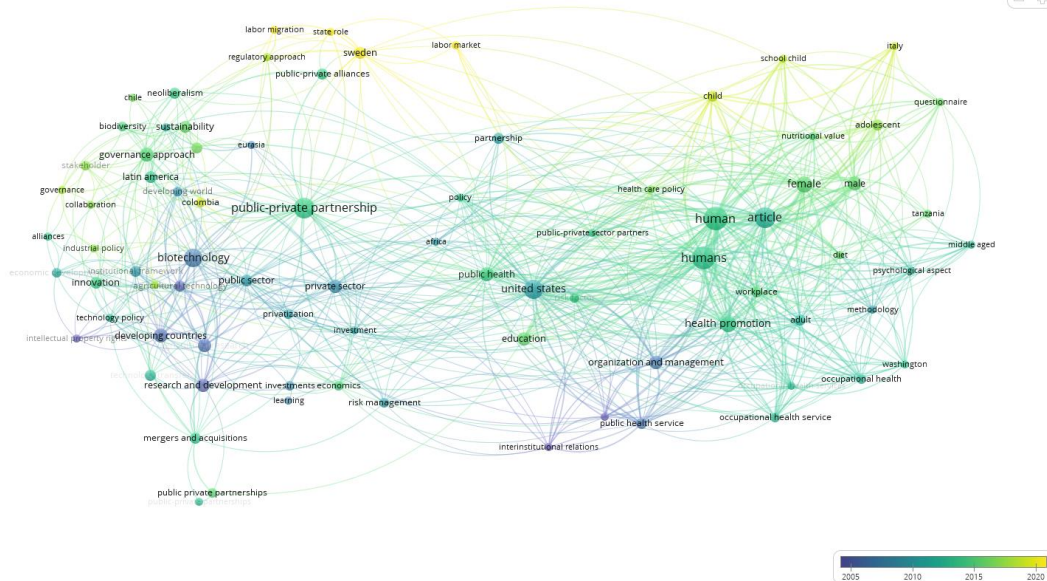 labor migration
state role
sweden
labor market
italy
regulatory approach
school child
public-private alliances
chile
neoliberalism
child
questionnaire
biodiversity
sustainability
adolescent
partnership
nutritional value
eurasia
governance approach
stakeholder
latin america
female
male
governance
developing world
health care policy
collaboration
colombia
policy
public-private partnership
human
article
tanzania
alliances
public-private sector partners
africa
middle aged
industrial policy
diet
biotechnology
humans
economic
institutional framework
psychological aspect
public health
innovation
public sector
private sector
united states
workplace
privatization
methodology
technology policy
adult
health promotion
investment
intellectual property rights
developing countries
education
organization and management
washington
occupational health
research and development
investments
economics
learning
risk management
occupational health service
public health service
mergers and acquisitions
interinstitutional relations
public private partnerships
2005
2010
2015
2020